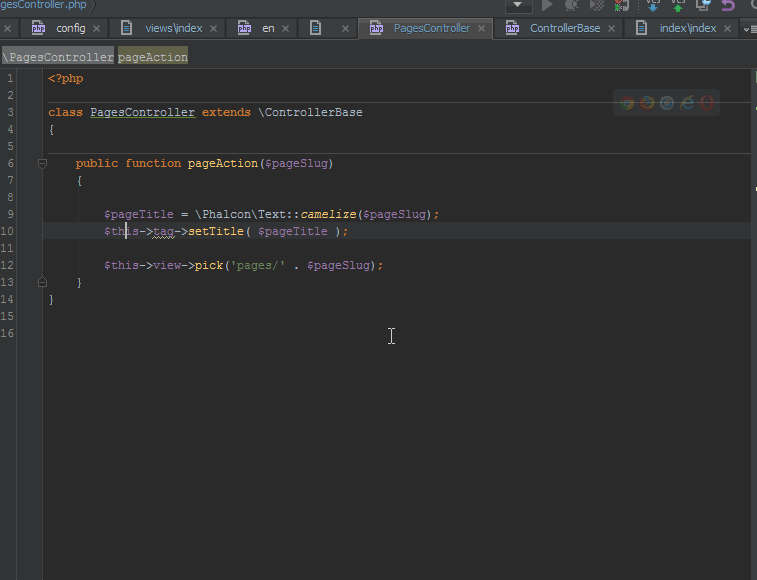 gesController.php
config views\index en PagesController ControllerBase index\index
\PagesController pageAction
1 <?php
2
3 class PagesController extends \ControllerBase
4 {
5
6 public function pageAction($pageSlug)
7 {
8
9 $pageTitle = \Phalcon\Text::camelize($pageSlug);
10 $this->tag->setTitle( $pageTitle );
11
12 $this->view->pick('pages/' . $pageSlug);
13 }
14 }
15
16